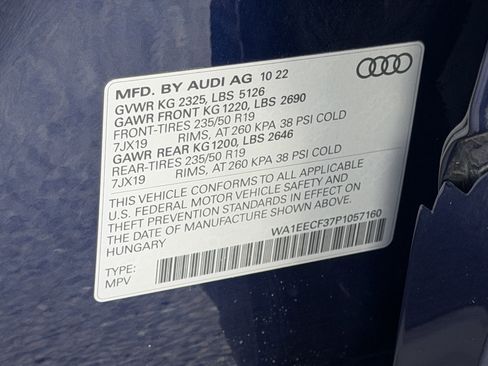 MFD. BY AUDI AG 10 22
GVWR KG 2325, LBS 5126
GAWR FRONT KG 1220, LBS 2690
FRONT-TIRES 235/50 R19
7JX19 RIMS, AT 260 KPA 38 PSI COLD
GAWR REAR KG 1200, LBS 2646
REAR-TIRES 235/50 R19
7JX19 RIMS, AT 260 KPA 38 PSI COLD
THIS VEHICLE CONFORMS TO ALL APPLICABLE
U.S. FEDERAL MOTOR VEHICLE SAFETY AND
THEFT PREVENTION STANDARDS IN EFFECT ON
THE DATE OF MANUFACTURE SHOWN ABOVE.
HUNGARY
WA1EECF37P1057160
TYPE:
MPV